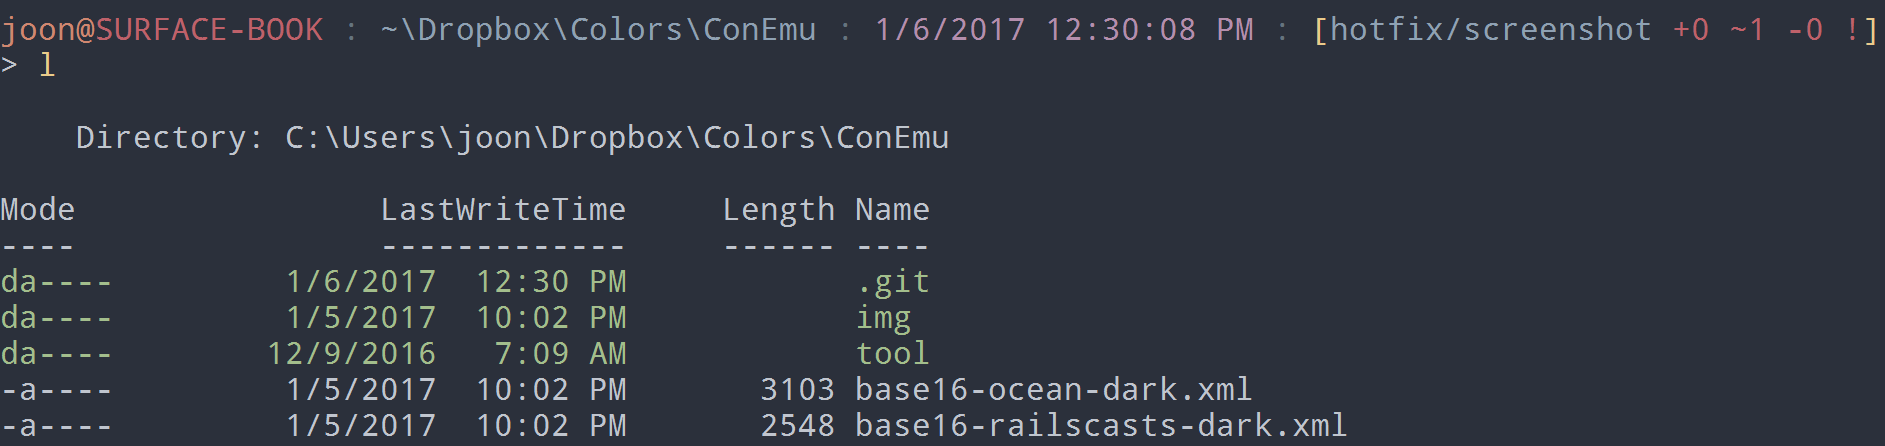 joon@SURFACE-BOOK : ~\Dropbox\Colors\ConEmu : 1/6/2017 12:30:08 PM : [hotfix/screenshot +0 ~1 -0 !]
> l
    Directory: C:\Users\joon\Dropbox\Colors\ConEmu
Mode                LastWriteTime     Length Name
----                -------------     ------ ----
da----         1/6/2017  12:30 PM            .git
da----         1/5/2017  10:02 PM            img
da----        12/9/2016   7:09 AM            tool
-a----         1/5/2017  10:02 PM       3103 base16-ocean-dark.xml
-a----         1/5/2017  10:02 PM       2548 base16-railscasts-dark.xml